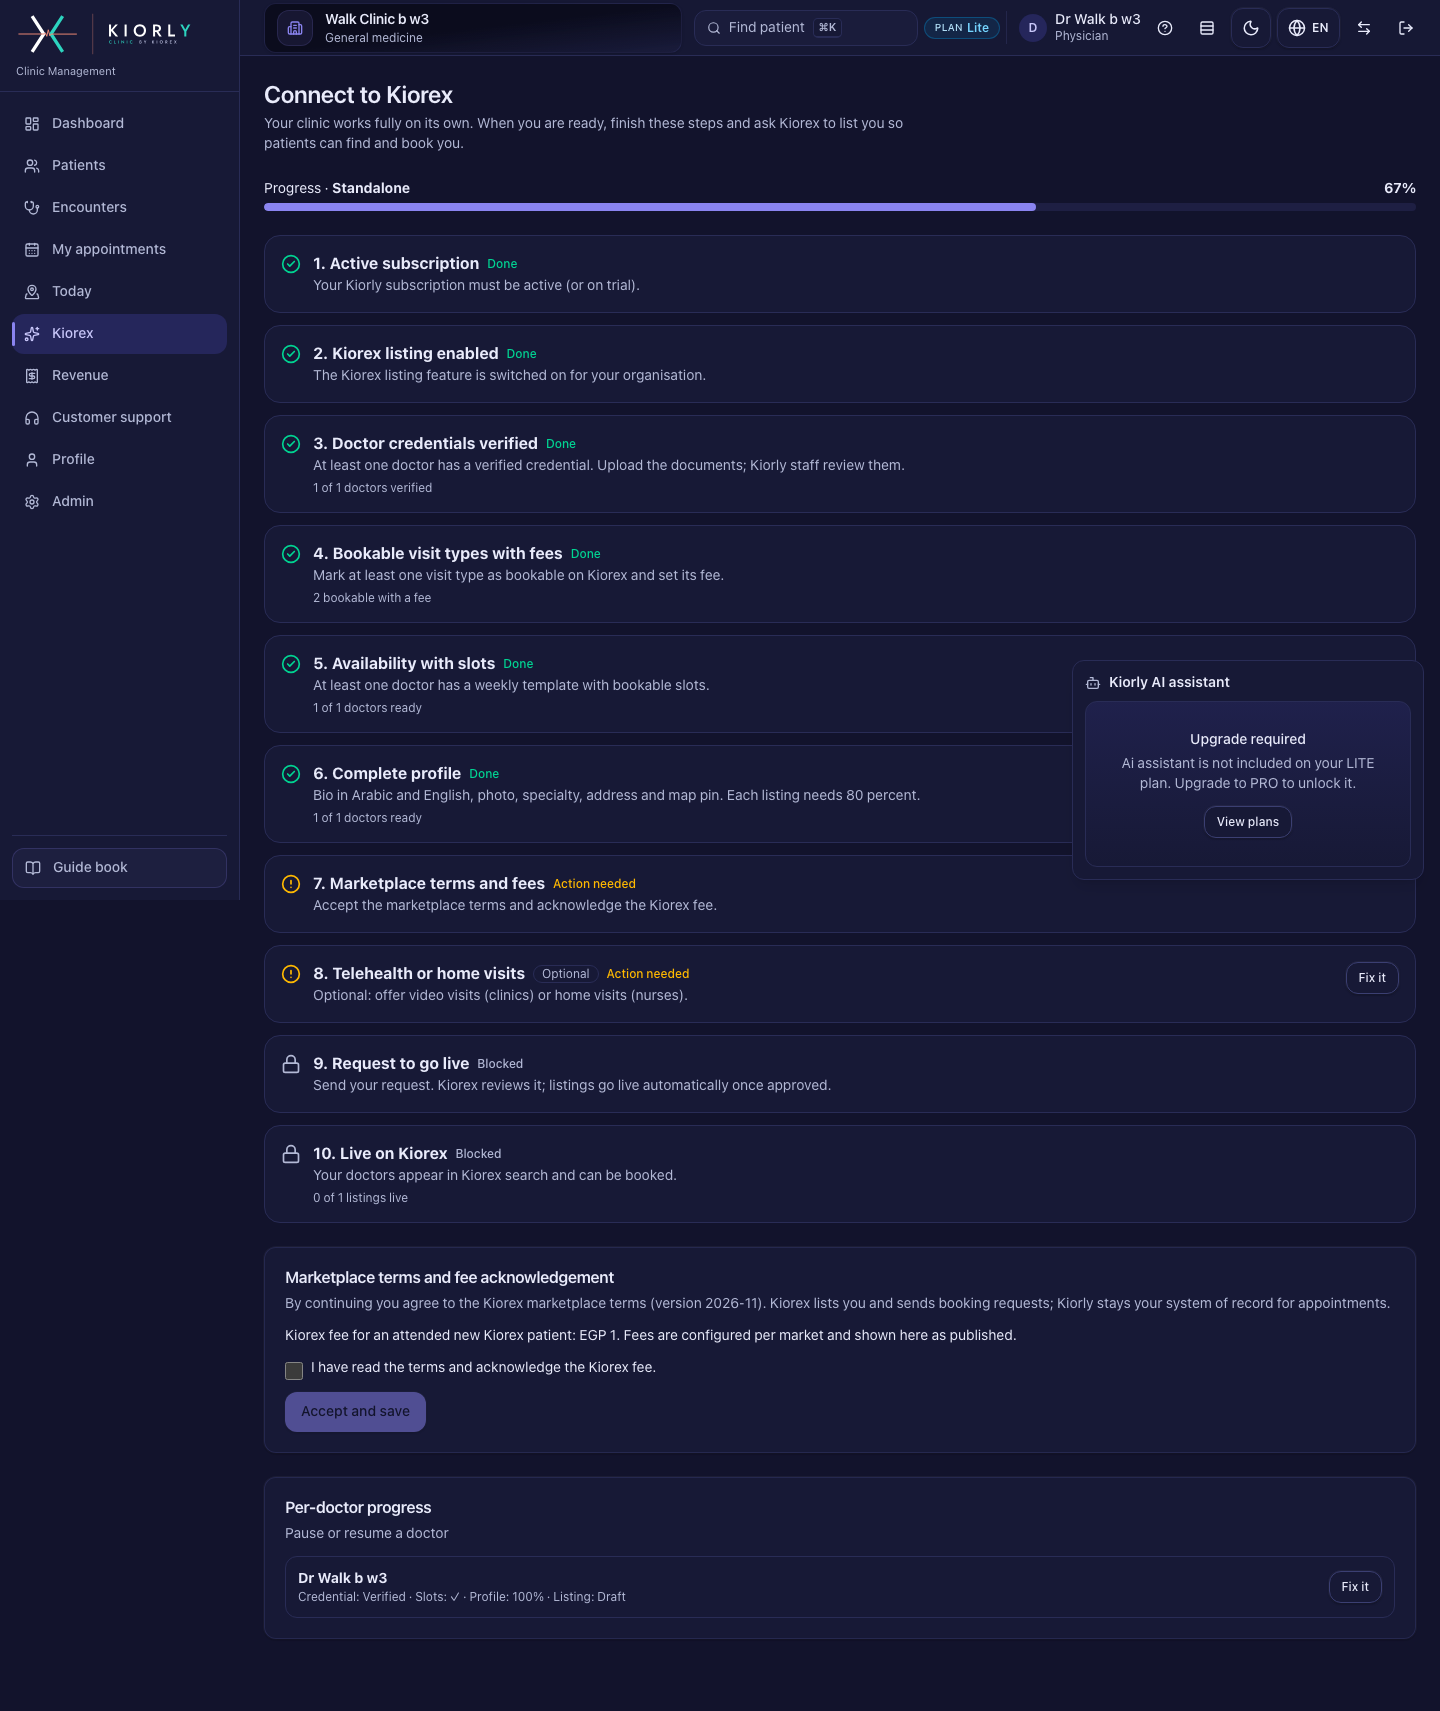 KIORLY
CLINIC BY KIOREX
Clinic Management
Dashboard
Patients
Encounters
My appointments
Today
Kiorex
Revenue
Customer support
Profile
Admin
Guide book
Walk Clinic b w3
General medicine
Find patient ⌘K
PLAN Lite
D
Dr Walk b w3
Physician
EN
Connect to Kiorex
Your clinic works fully on its own. When you are ready, finish these steps and ask Kiorex to list you so
patients can find and book you.
Progress · Standalone 67%
1. Active subscription Done
Your Kiorly subscription must be active (or on trial).
2. Kiorex listing enabled Done
The Kiorex listing feature is switched on for your organisation.
3. Doctor credentials verified Done
At least one doctor has a verified credential. Upload the documents; Kiorly staff review them.
1 of 1 doctors verified
4. Bookable visit types with fees Done
Mark at least one visit type as bookable on Kiorex and set its fee.
2 bookable with a fee
5. Availability with slots Done
At least one doctor has a weekly template with bookable slots.
1 of 1 doctors ready
6. Complete profile Done
Bio in Arabic and English, photo, specialty, address and map pin. Each listing needs 80 percent.
1 of 1 doctors ready
7. Marketplace terms and fees Action needed
Accept the marketplace terms and acknowledge the Kiorex fee.
8. Telehealth or home visits Optional Action needed
Optional: offer video visits (clinics) or home visits (nurses).
Fix it
9. Request to go live Blocked
Send your request. Kiorex reviews it; listings go live automatically once approved.
10. Live on Kiorex Blocked
Your doctors appear in Kiorex search and can be booked.
0 of 1 listings live
Kiorly AI assistant
Upgrade required
Ai assistant is not included on your LITE
plan. Upgrade to PRO to unlock it.
View plans
Marketplace terms and fee acknowledgement
By continuing you agree to the Kiorex marketplace terms (version 2026-11). Kiorex lists you and sends booking requests; Kiorly stays your system of record for appointments.
Kiorex fee for an attended new Kiorex patient: EGP 1. Fees are configured per market and shown here as published.
I have read the terms and acknowledge the Kiorex fee.
Accept and save
Per-doctor progress
Pause or resume a doctor
Dr Walk b w3
Credential: Verified · Slots: ✓ · Profile: 100% · Listing: Draft
Fix it